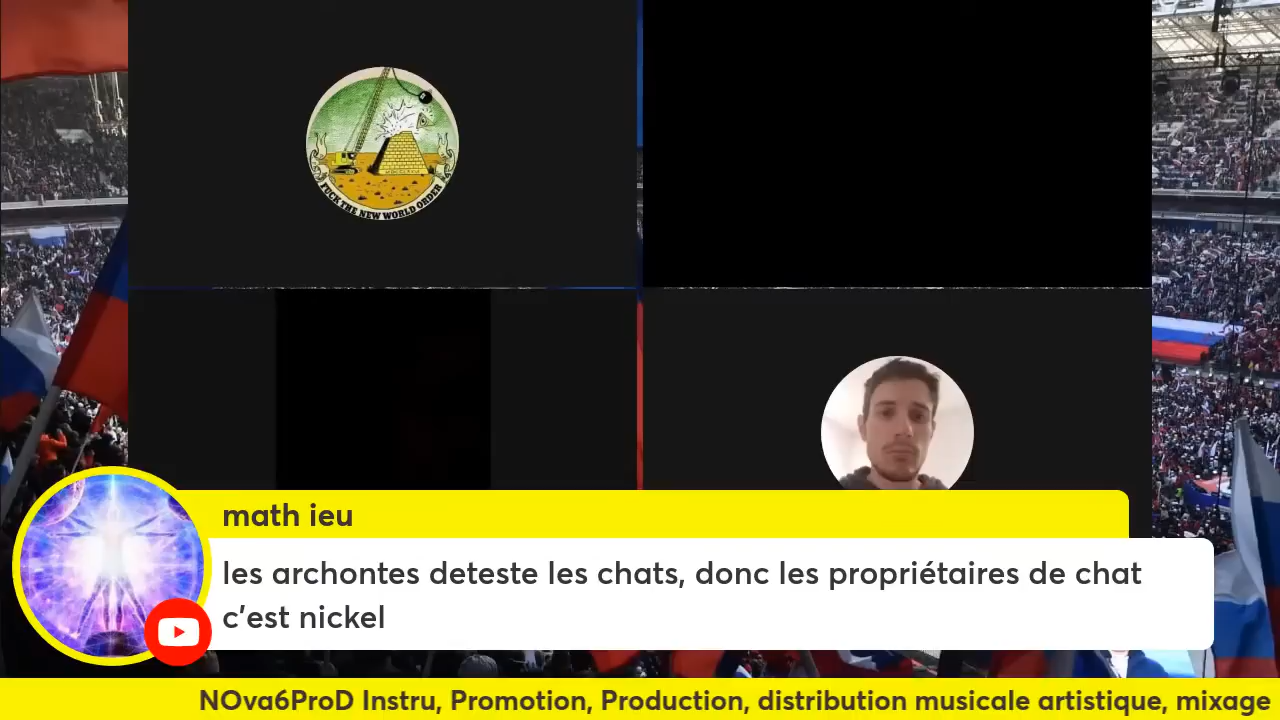 FUCK THE NEW WORLD ORDER
math ieu
les archontes deteste les chats, donc les propriétaires de chat
c'est nickel
NOva6ProD Instru, Promotion, Production, distribution musicale artistique, mixage